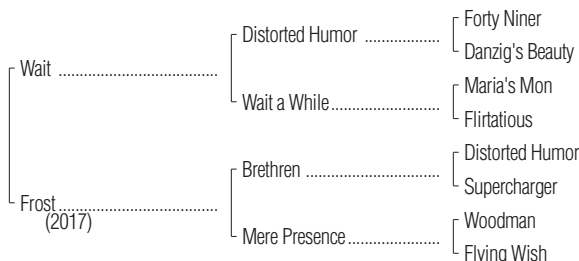 Forty Niner
Distorted Humor ....................
Danzig's Beauty
Wait ...........................................
Maria's Mon
Wait a While.............................
Flirtatious
Distorted Humor
Brethren ...................................
Supercharger
Frost...........................................
(2017)
Woodman
Mere Presence.........................
Flying Wish